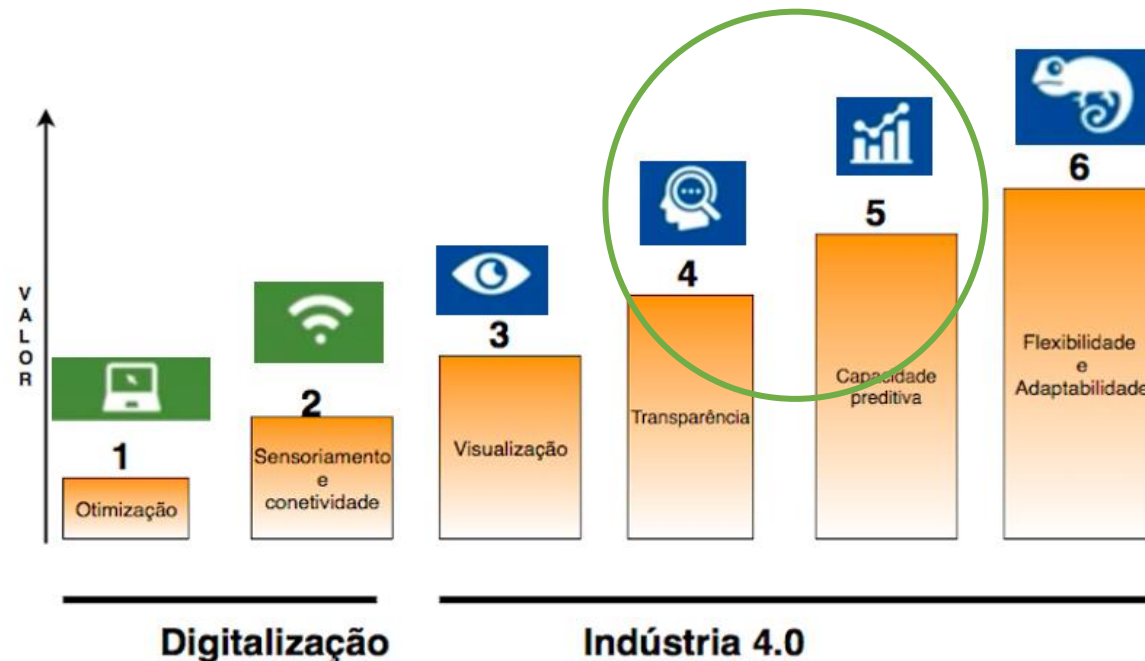 VALOR
1
Otimização
2
Sensoriamento
e
conetividade
3
Visualização
4
Transparência
5
Capacidade
preditiva
6
Flexibilidade
e
Adaptabilidade
Digitalização
Indústria 4.0